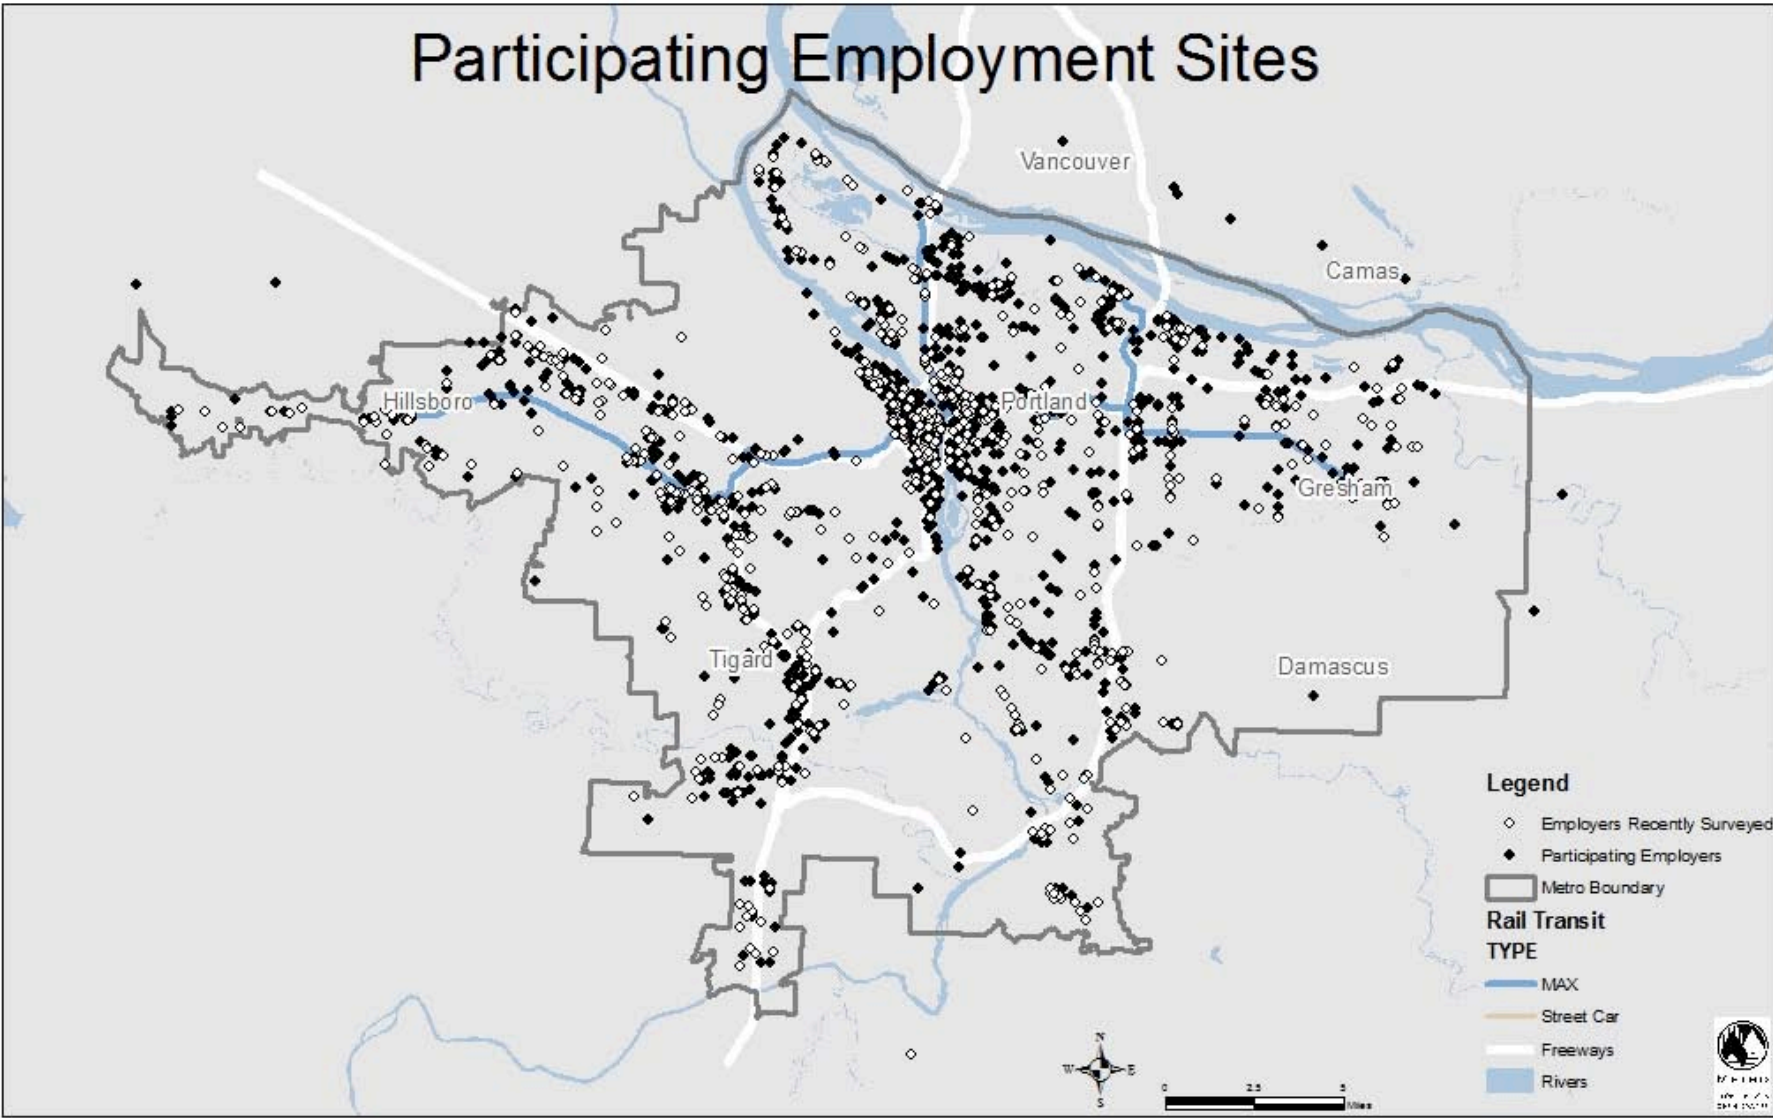 Participating Employment Sites
Vancouver
Camas
Hillsboro
Portland
Gresham
Tigard
Damascus
Legend
Employers Recently Surveyed
Participating Employers
Metro Boundary
Rail Transit
TYPE
MAX
Street Car
Freeways
Rivers
N
W E
S
0 2.5 5
Miles
METRO